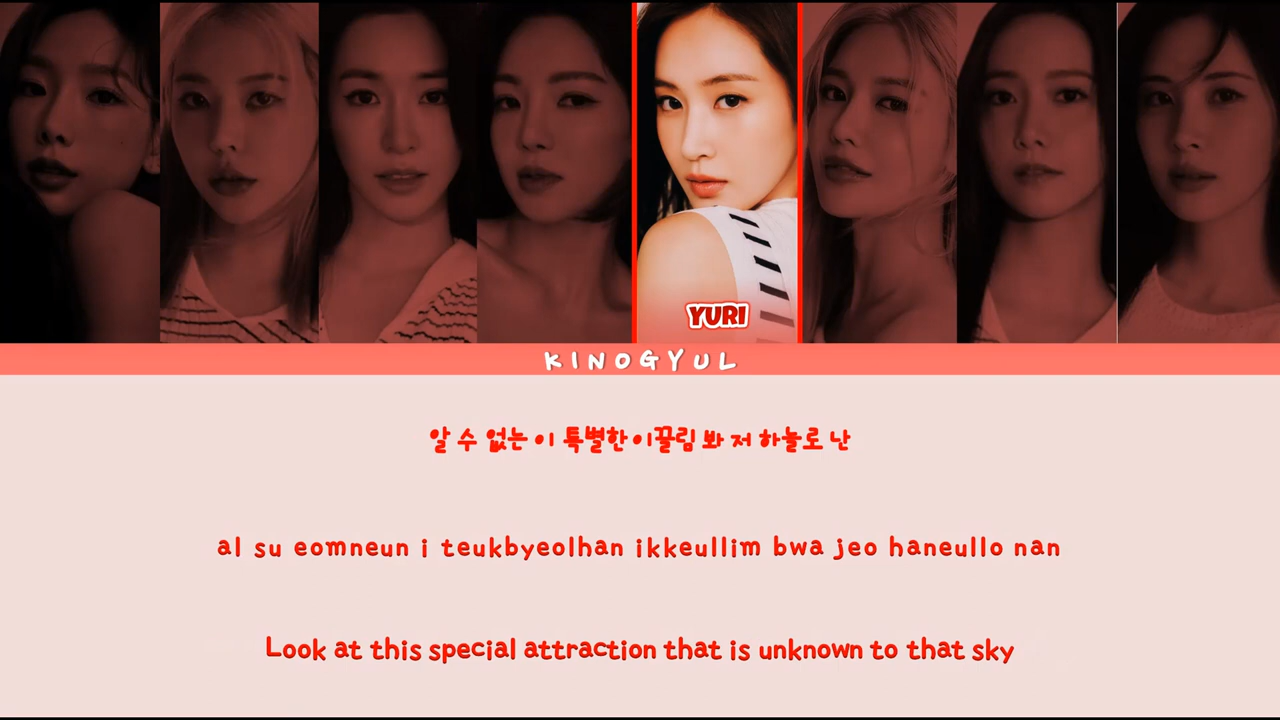 YURI
KINOGYUL
알 수 없는 이 특별한 이끌림 봐 저 하늘로 난
al su eomneun i teukbyeolhan ikkeullim bwa jeo haneullo nan
Look at this special attraction that is unknown to that sky